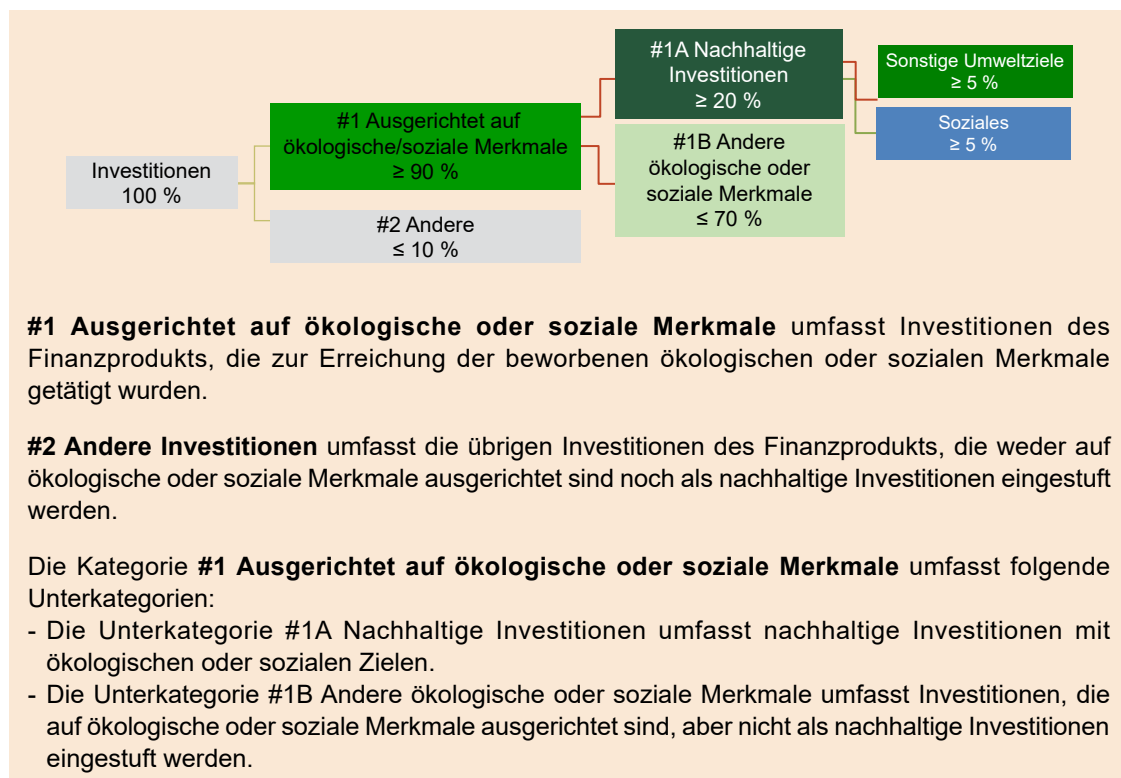 #1A Nachhaltige
Investitionen
≥ 20 %
Sonstige Umweltziele
≥ 5 %
#1 Ausgerichtet auf
ökologische/soziale Merkmale
≥ 90 %
Soziales
≥ 5 %
#1B Andere
ökologische oder
soziale Merkmale
≤ 70 %
Investitionen
100 %
#2 Andere
≤ 10 %
#1 Ausgerichtet auf ökologische oder soziale Merkmale umfasst Investitionen des
Finanzprodukts, die zur Erreichung der beworbenen ökologischen oder sozialen Merkmale
getätigt wurden.
#2 Andere Investitionen umfasst die übrigen Investitionen des Finanzprodukts, die weder auf
ökologische oder soziale Merkmale ausgerichtet sind noch als nachhaltige Investitionen eingestuft
werden.
Die Kategorie #1 Ausgerichtet auf ökologische oder soziale Merkmale umfasst folgende
Unterkategorien:
- Die Unterkategorie #1A Nachhaltige Investitionen umfasst nachhaltige Investitionen mit
ökologischen oder sozialen Zielen.
- Die Unterkategorie #1B Andere ökologische oder soziale Merkmale umfasst Investitionen, die
auf ökologische oder soziale Merkmale ausgerichtet sind, aber nicht als nachhaltige Investitionen
eingestuft werden.